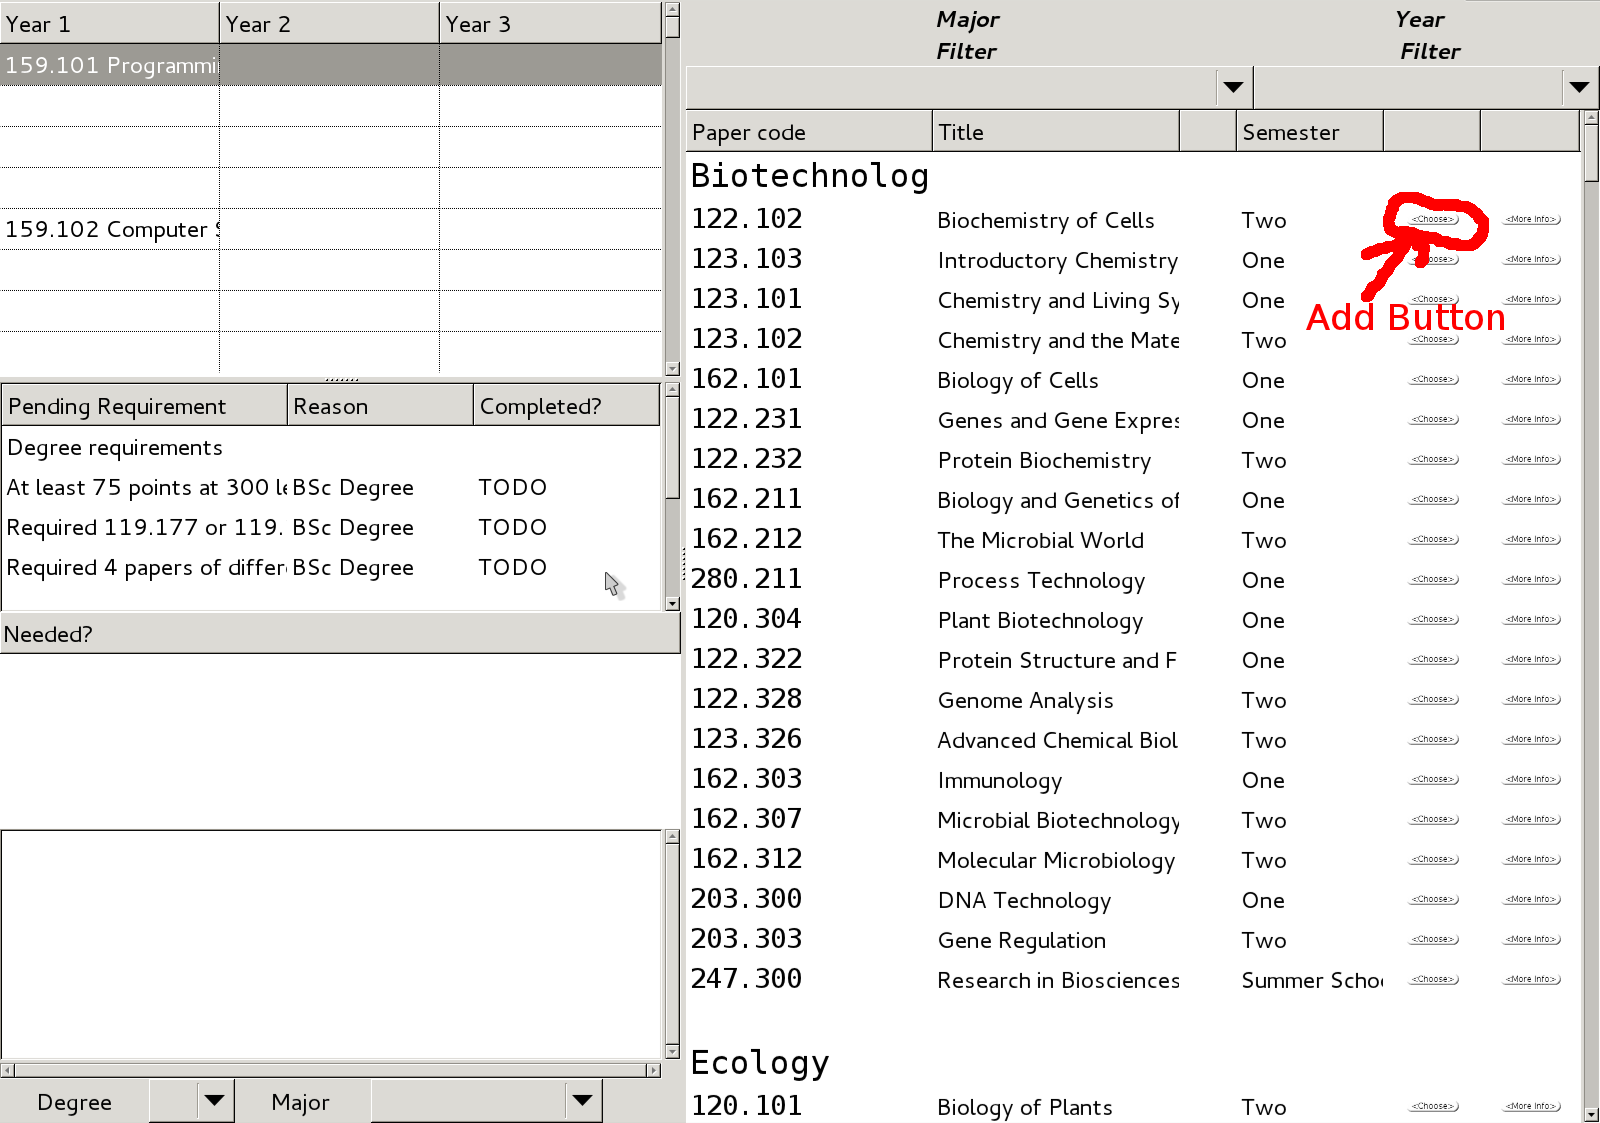 Year 1 Year 2 Year 3
159.101 Programmi
159.102 Computer S
Pending Requirement Reason Completed?
Degree requirements
At least 75 points at 300 le BSc Degree TODO
Required 119.177 or 119. BSc Degree TODO
Required 4 papers of differ BSc Degree TODO
Needed?
Degree Major
Major Filter
Year Filter
Paper code Title Semester
Biotechnolog
122.102 Biochemistry of Cells Two <Choose> <More Info>
123.103 Introductory Chemistry One <Choose> <More Info>
123.101 Chemistry and Living Sy One <Choose> <More Info>
Add Button
123.102 Chemistry and the Mate Two <Choose> <More Info>
162.101 Biology of Cells One <Choose> <More Info>
122.231 Genes and Gene Expres One <Choose> <More Info>
122.232 Protein Biochemistry Two <Choose> <More Info>
162.211 Biology and Genetics of One <Choose> <More Info>
162.212 The Microbial World Two <Choose> <More Info>
280.211 Process Technology One <Choose> <More Info>
120.304 Plant Biotechnology One <Choose> <More Info>
122.322 Protein Structure and F One <Choose> <More Info>
122.328 Genome Analysis Two <Choose> <More Info>
123.326 Advanced Chemical Biol Two <Choose> <More Info>
162.303 Immunology One <Choose> <More Info>
162.307 Microbial Biotechnology Two <Choose> <More Info>
162.312 Molecular Microbiology Two <Choose> <More Info>
203.300 DNA Technology One <Choose> <More Info>
203.303 Gene Regulation Two <Choose> <More Info>
247.300 Research in Biosciences Summer Schoo <Choose> <More Info>
Ecology
120.101 Biology of Plants Two <Choose> <More Info>